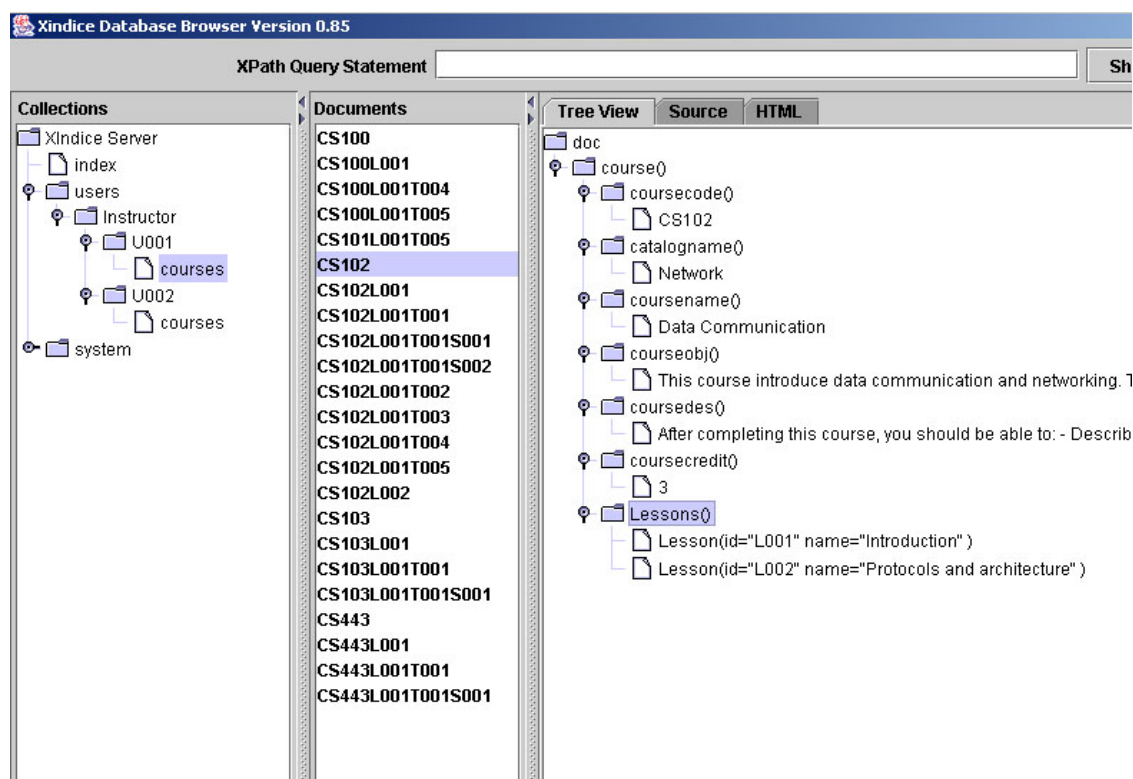 Xindice Database Browser Version 0.85
XPath Query Statement
Sh
Collections
XIndice Server
index
users
Instructor
U001
courses
U002
courses
system
Documents
CS100
CS100L001
CS100L001T004
CS100L001T005
CS101L001T005
CS102
CS102L001
CS102L001T001
CS102L001T001S001
CS102L001T001S002
CS102L001T002
CS102L001T003
CS102L001T004
CS102L001T005
CS102L002
CS103
CS103L001
CS103L001T001
CS103L001T001S001
CS443
CS443L001
CS443L001T001
CS443L001T001S001
Tree View Source HTML
doc
course()
coursecode()
CS102
catalogname()
Network
coursename()
Data Communication
courseobj()
This course introduce data communication and networking. T
coursedes()
After completing this course, you should be able to: - Describ
coursecredit()
3
Lessons()
Lesson(id="L001" name="Introduction" )
Lesson(id="L002" name="Protocols and architecture" )